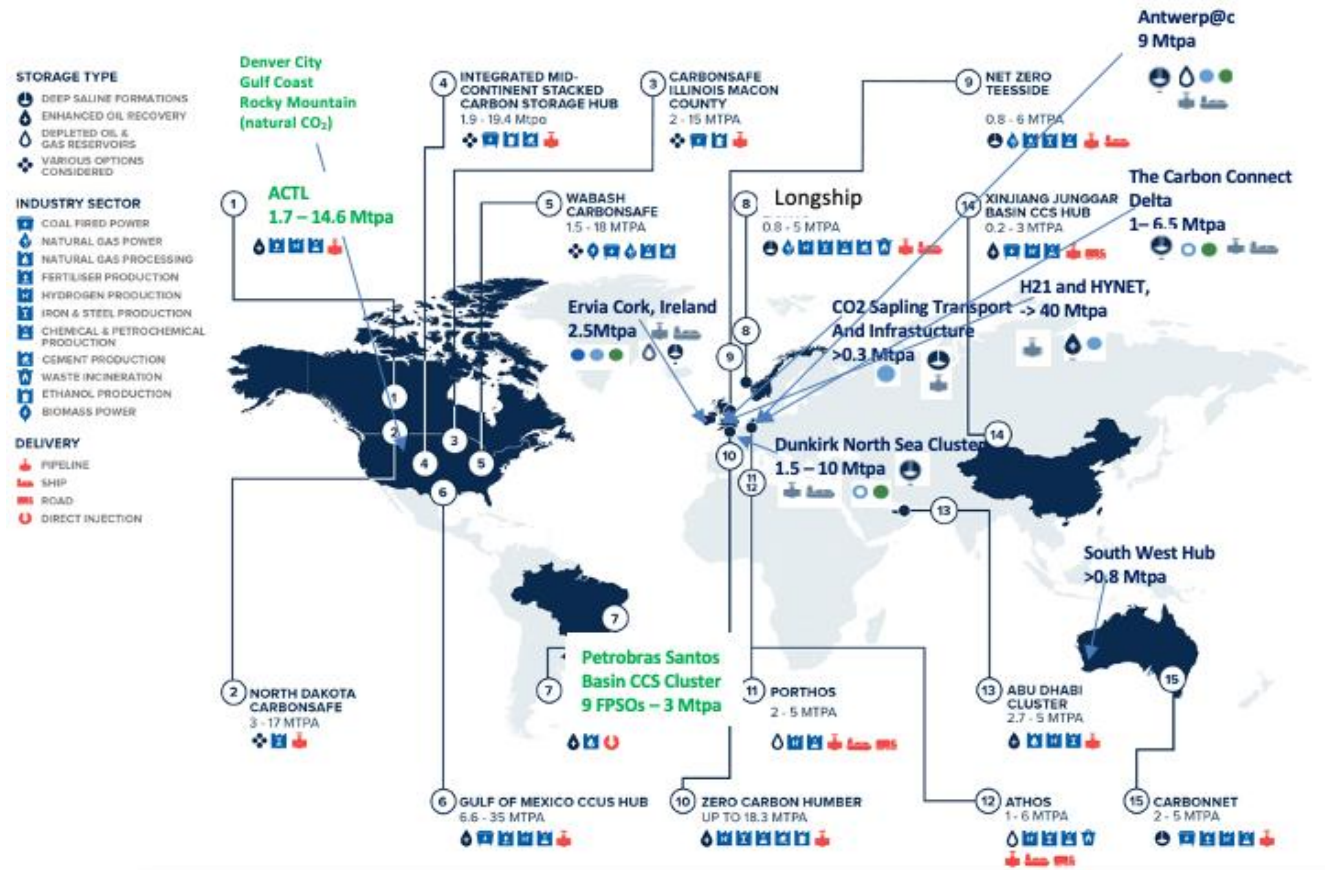 STORAGE TYPE
DEEP SALINE FORMATIONS
ENHANCED OIL RECOVERY
DEPLETED OIL &
GAS RESERVOIRS
VARIOUS OPTIONS
CONSIDERED
INDUSTRY SECTOR
COAL FIRED POWER
NATURAL GAS POWER
NATURAL GAS PROCESSING
FERTILISER PRODUCTION
HYDROGEN PRODUCTION
IRON & STEEL PRODUCTION
CHEMICAL & PETROCHEMICAL
PRODUCTION
CEMENT PRODUCTION
WASTE INCINERATION
ETHANOL PRODUCTION
BIOMASS POWER
DELIVERY
PIPELINE
SHIP
ROAD
DIRECT INJECTION
Denver City
Gulf Coast
Rocky Mountain
(natural CO₂)
1
ACTL
1.7 – 14.6 Mtpa
4
INTEGRATED MID-
CONTINENT STACKED
CARBON STORAGE HUB
1.9 - 19.4 Mtpa
3
CARBONSAFE
ILLINOIS MACON
COUNTY
2 - 15 MTPA
5
WABASH
CARBONSAFE
1.5 - 18 MTPA
9
NET ZERO
TEESSIDE
0.8 - 6 MTPA
Antwerp@c
9 Mtpa
8
Longship
0.8 - 5 MTPA
14
XINJIANG JUNGGAR
BASIN CCS HUB
0.2 - 3 MTPA
The Carbon Connect
Delta
1– 6.5 Mtpa
Ervia Cork, Ireland
2.5Mtpa
CO2 Sapling Transport
And Infrastucture
>0.3 Mtpa
H21 and HYNET,
-> 40 Mtpa
Dunkirk North Sea Cluster
1.5 – 10 Mtpa
South West Hub
>0.8 Mtpa
1
2
3
4
5
6
7
8
9
10
11
12
13
14
15
2
NORTH DAKOTA
CARBONSAFE
3 - 17 MTPA
7
Petrobras Santos
Basin CCS Cluster
9 FPSOs – 3 Mtpa
11
PORTHOS
2 - 5 MTPA
13
ABU DHABI
CLUSTER
2.7 - 5 MTPA
6
GULF OF MEXICO CCUS HUB
6.6 - 35 MTPA
10
ZERO CARBON HUMBER
UP TO 18.3 MTPA
12
ATHOS
1 - 6 MTPA
15
CARBONNET
2 - 5 MTPA